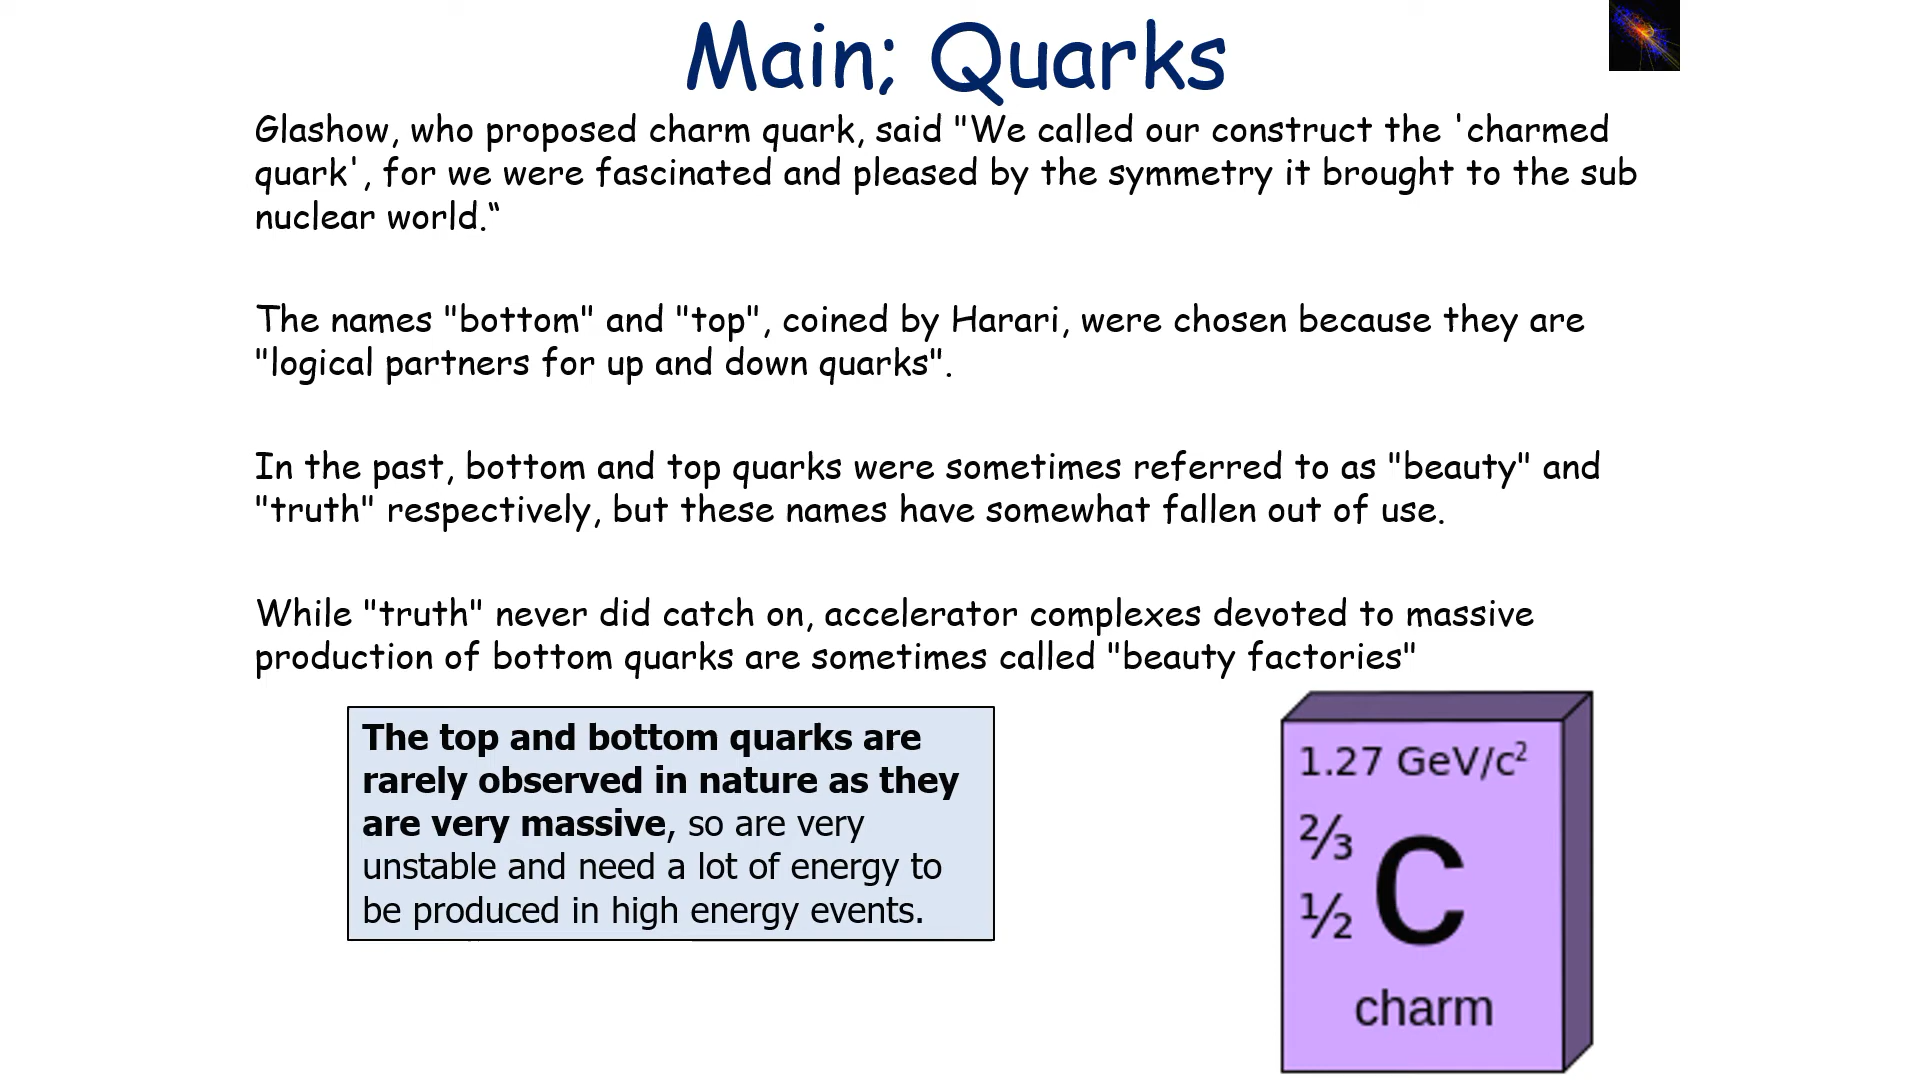 Main; Quarks
Glashow, who proposed charm quark, said "We called our construct the 'charmed
quark', for we were fascinated and pleased by the symmetry it brought to the sub
nuclear world.“
The names "bottom" and "top", coined by Harari, were chosen because they are
"logical partners for up and down quarks".
In the past, bottom and top quarks were sometimes referred to as "beauty" and
"truth" respectively, but these names have somewhat fallen out of use.
While "truth" never did catch on, accelerator complexes devoted to massive
production of bottom quarks are sometimes called "beauty factories"
The top and bottom quarks are
rarely observed in nature as they
are very massive, so are very
unstable and need a lot of energy to
be produced in high energy events.
1.27 GeV/c²
⅔
½
c
charm